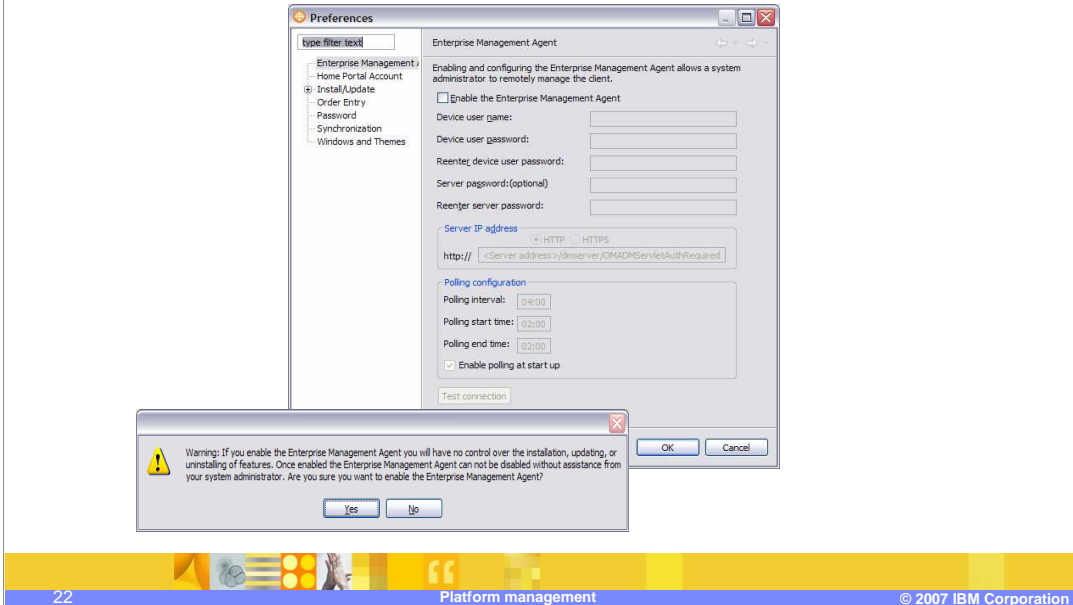 Preferences
type filter text
Enterprise Management A
Home Portal Account
Install/Update
Order Entry
Password
Synchronization
Windows and Themes
Enterprise Management Agent
Enabling and configuring the Enterprise Management Agent allows a system
administrator to remotely manage the client.
Enable the Enterprise Management Agent
Device user name:
Device user password:
Reenter device user password:
Server password:(optional)
Reenter server password:
Server IP address
HTTP HTTPS
http:// <Server address>/dmserver/OMADMServletAuthRequired
Polling configuration
Polling interval: 04:00
Polling start time: 02:00
Polling end time: 02:00
Enable polling at start up
Test connection
OK Cancel
Warning: If you enable the Enterprise Management Agent you will have no control over the installation, updating, or
uninstalling of features. Once enabled the Enterprise Management Agent can not be disabled without assistance from
your system administrator. Are you sure you want to enable the Enterprise Management Agent?
Yes No
22 Platform management © 2007 IBM Corporation